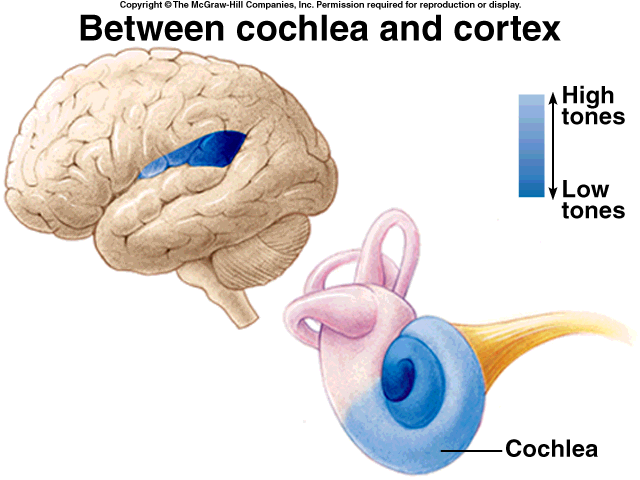 Copyright © The McGraw-Hill Companies, Inc. Permission required for reproduction or display.
Between cochlea and cortex
High
tones
Low
tones
Cochlea